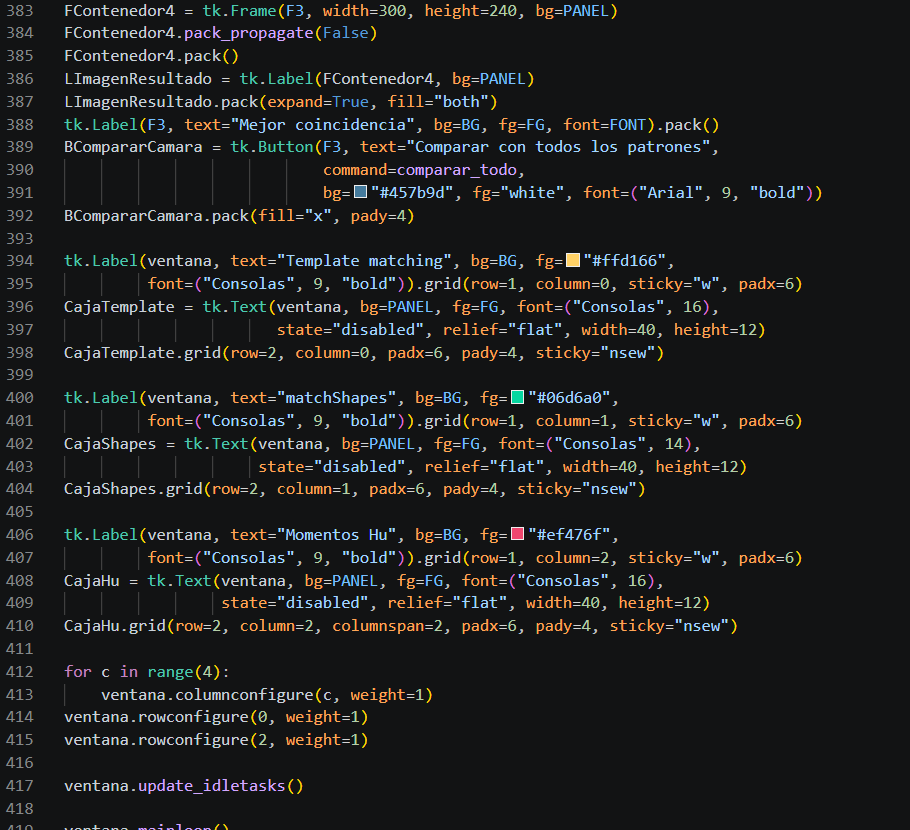 383 FContenedor4 = tk.Frame(F3, width=300, height=240, bg=PANEL)
384 FContenedor4.pack_propagate(False)
385 FContenedor4.pack()
386 LImagenResultado = tk.Label(FContenedor4, bg=PANEL)
387 LImagenResultado.pack(expand=True, fill="both")
388 tk.Label(F3, text="Mejor coincidencia", bg=BG, fg=FG, font=FONT).pack()
389 BCompararCamara = tk.Button(F3, text="Comparar con todos los patrones",
390                             command=comparar_todo,
391                             bg="#457b9d", fg="white", font=("Arial", 9, "bold"))
392 BCompararCamara.pack(fill="x", pady=4)
393
394 tk.Label(ventana, text="Template matching", bg=BG, fg="#ffd166",
395          font=("Consolas", 9, "bold")).grid(row=1, column=0, sticky="w", padx=6)
396 CajaTemplate = tk.Text(ventana, bg=PANEL, fg=FG, font=("Consolas", 16),
397                        state="disabled", relief="flat", width=40, height=12)
398 CajaTemplate.grid(row=2, column=0, padx=6, pady=4, sticky="nsew")
399
400 tk.Label(ventana, text="matchShapes", bg=BG, fg="#06d6a0",
401          font=("Consolas", 9, "bold")).grid(row=1, column=1, sticky="w", padx=6)
402 CajaShapes = tk.Text(ventana, bg=PANEL, fg=FG, font=("Consolas", 14),
403                      state="disabled", relief="flat", width=40, height=12)
404 CajaShapes.grid(row=2, column=1, padx=6, pady=4, sticky="nsew")
405
406 tk.Label(ventana, text="Momentos Hu", bg=BG, fg="#ef476f",
407          font=("Consolas", 9, "bold")).grid(row=1, column=2, sticky="w", padx=6)
408 CajaHu = tk.Text(ventana, bg=PANEL, fg=FG, font=("Consolas", 16),
409                  state="disabled", relief="flat", width=40, height=12)
410 CajaHu.grid(row=2, column=2, columnspan=2, padx=6, pady=4, sticky="nsew")
411
412 for c in range(4):
413     ventana.columnconfigure(c, weight=1)
414 ventana.rowconfigure(0, weight=1)
415 ventana.rowconfigure(2, weight=1)
416
417 ventana.update_idletasks()
418
419 ventana.mainloop()